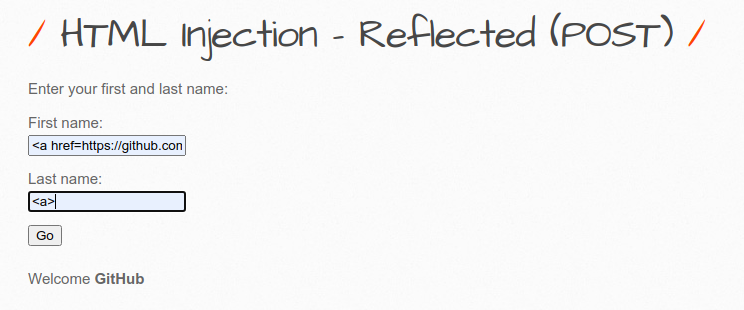 / HTML Injection - Reflected (POST) /
Enter your first and last name:
First name:
<a href=https://github.com
Last name:
<a>
Go
Welcome GitHub